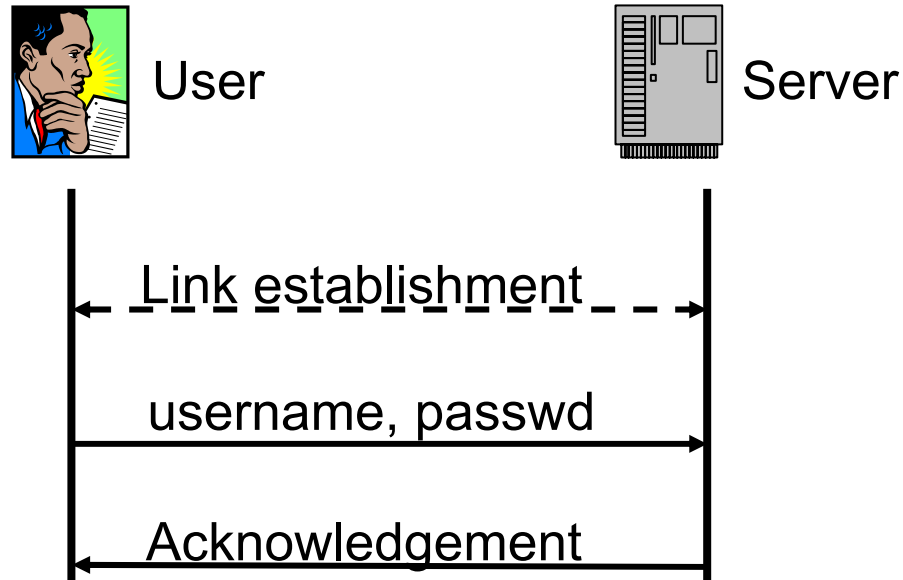 User
Server
Link establishment
username, passwd
Acknowledgement